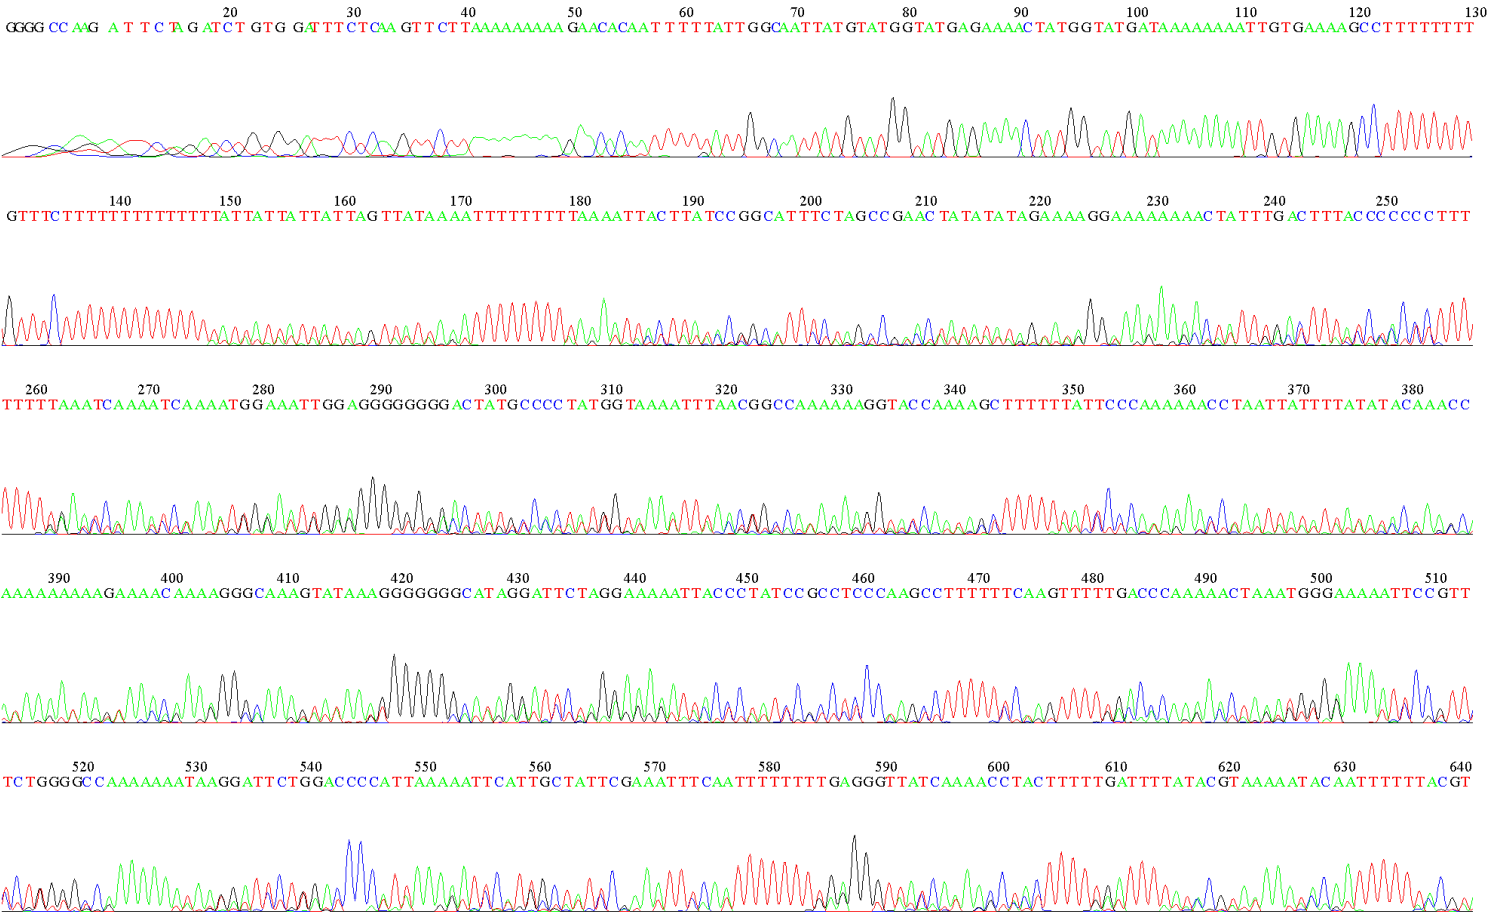 20 30 40 50 60 70 80 90 100 110 120 130
GGGGCCAAG ATTCTAGATCTGTGGATTTCTCAAGTTCTTAAAAAAAAAGAACACAATTTTTATTGGCAATTATGTATGGTATGAGAAAACTATGGTATGATAAAAAAAATTGTGAAAAGCCTTTTTTTTT
140 150 160 170 180 190 200 210 220 230 240 250
GTTTCTTTTTTTTTTTTTTTATTATTATTATTAGTTATAAAATTTTTTTTTTAAAATTACTTATCCGGCATTTCTAGCCGAACTATATATAGAAAAGGAAAAAAAACTATTTGACTTTACCCCCCCCTTT
260 270 280 290 300 310 320 330 340 350 360 370 380
TTTTTAAATCAAAATCAAAATGGAAATTGGAGGGGGGGGACTATGCCCCTATGGTAAAATTTAACGGCCAAAAAAGGTACCAAAAGCTTTTTTATTCCCAAAAAACCTAATTATTTTATATACAAACC
390 400 410 420 430 440 450 460 470 480 490 500 510
AAAAAAAAAGAAAACAAAAGGGCAAAGTATAAAGGGGGGGCATAGGATTCTAGGAAAAATTACCCTATCCGCCTCCCAAGCCTTTTTTCAAGTTTTTGACCCAAAAACTAAATGGGAAAAATTCCGTT
520 530 540 550 560 570 580 590 600 610 620 630 640
TCTGGGGCCAAAAAAATAAGGATTCTGGACCCCATTAAAAATTCATTGCTATTCGAAATTTCAATTTTTTTTTGAGGGTTATCAAAACCTACTTTTTGATTTTATACGTAAAAATACAATTTTTTACGT